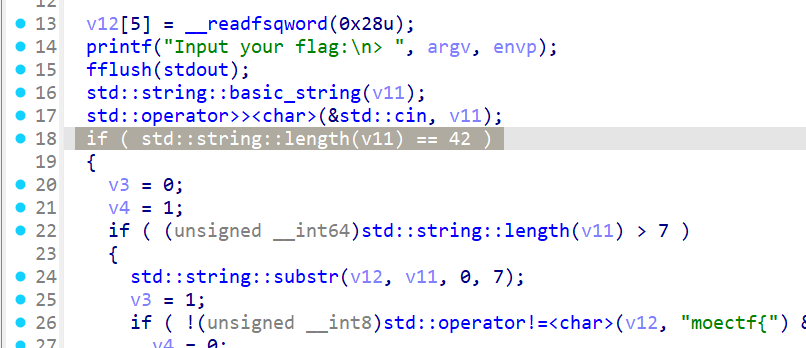 12
13 v12[5] = __readfsqword(0x28u);
14 printf("Input your flag:\n> ", argv, envp);
15 fflush(stdout);
16 std::string::basic_string(v11);
17 std::operator>><char>(&std::cin, v11);
18 if ( std::string::length(v11) == 42 )
19 {
20 v3 = 0;
21 v4 = 1;
22 if ( (unsigned __int64)std::string::length(v11) > 7 )
23 {
24 std::string::substr(v12, v11, 0, 7);
25 v3 = 1;
26 if ( !(unsigned __int8)std::operator!=<char>(v12, "moectf{") &
27 v4 = 0;